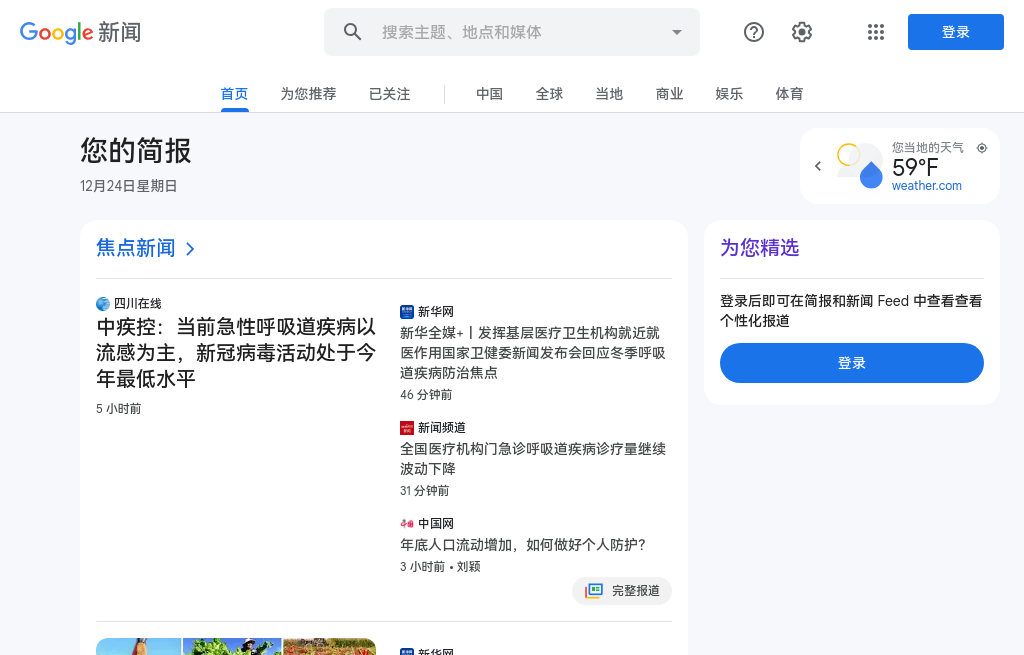 Google 新闻
搜索主题、地点和媒体
登录
首页
为您推荐
已关注
中国
全球
当地
商业
娱乐
体育
您的简报
12月24日星期日
您当地的天气
59°F
weather.com
焦点新闻
四川在线
中疾控：当前急性呼吸道疾病以
流感为主，新冠病毒活动处于今
年最低水平
5 小时前
新华网
新华全媒+丨发挥基层医疗卫生机构就近就
医作用国家卫健委新闻发布会回应冬季呼吸
道疾病防治焦点
46 分钟前
新闻频道
全国医疗机构门急诊呼吸道疾病诊疗量继续
波动下降
31 分钟前
中国网
年底人口流动增加，如何做好个人防护？
3 小时前 • 刘颖
完整报道
新华网
为您精选
登录后即可在简报和新闻 Feed 中查看查看
个性化报道
登录